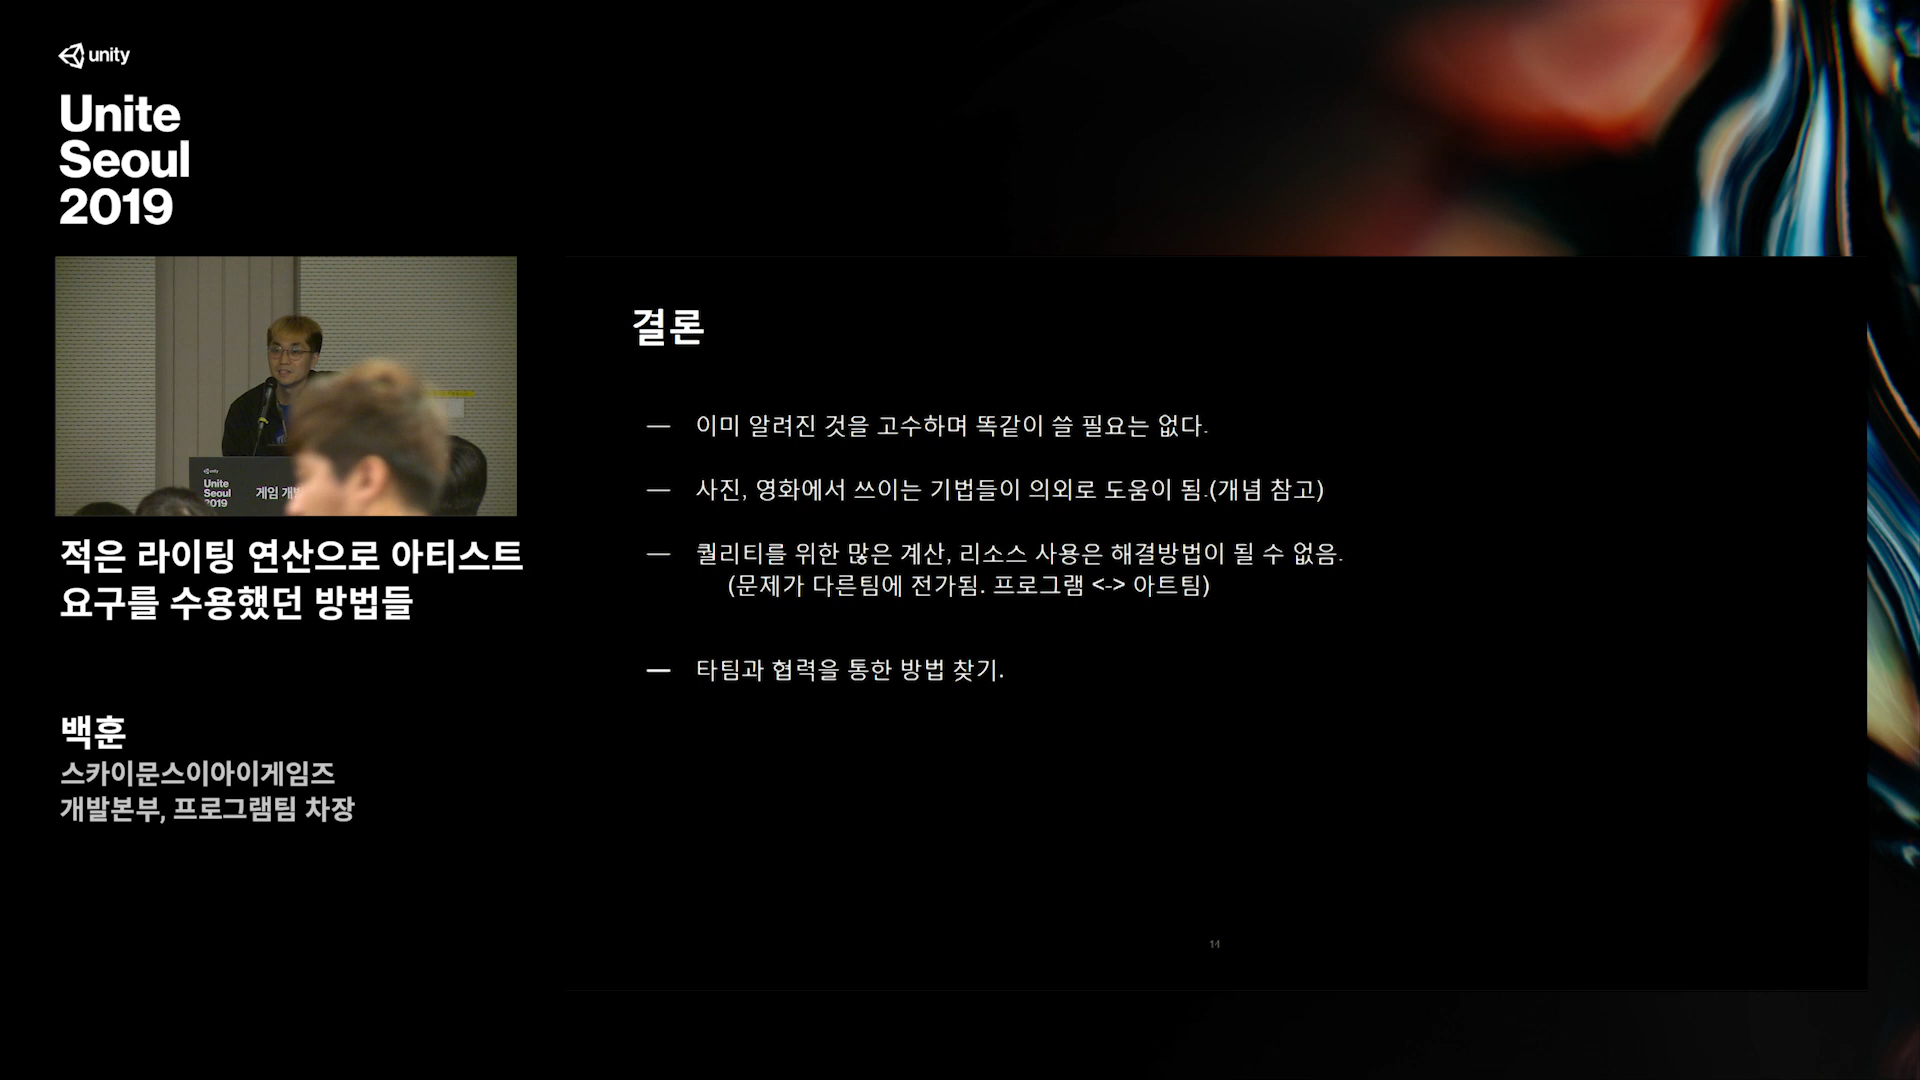 unity
Unite
Seoul
2019
unity
Unite
Seoul
2019
게임
적은 라이팅 연산으로 아티스트
요구를 수용했던 방법들
백훈
스카이문스이아이게임즈
개발본부, 프로그램팀 차장
결론
— 이미 알려진 것을 고수하며 똑같이 쓸 필요는 없다.
— 사진, 영화에서 쓰이는 기법들이 의외로 도움이 됨.(개념 참고)
— 퀄리티를 위한 많은 계산, 리소스 사용은 해결방법이 될 수 없음.
(문제가 다른팀에 전가됨. 프로그램 <-> 아트팀)
— 타팀과 협력을 통한 방법 찾기.
14